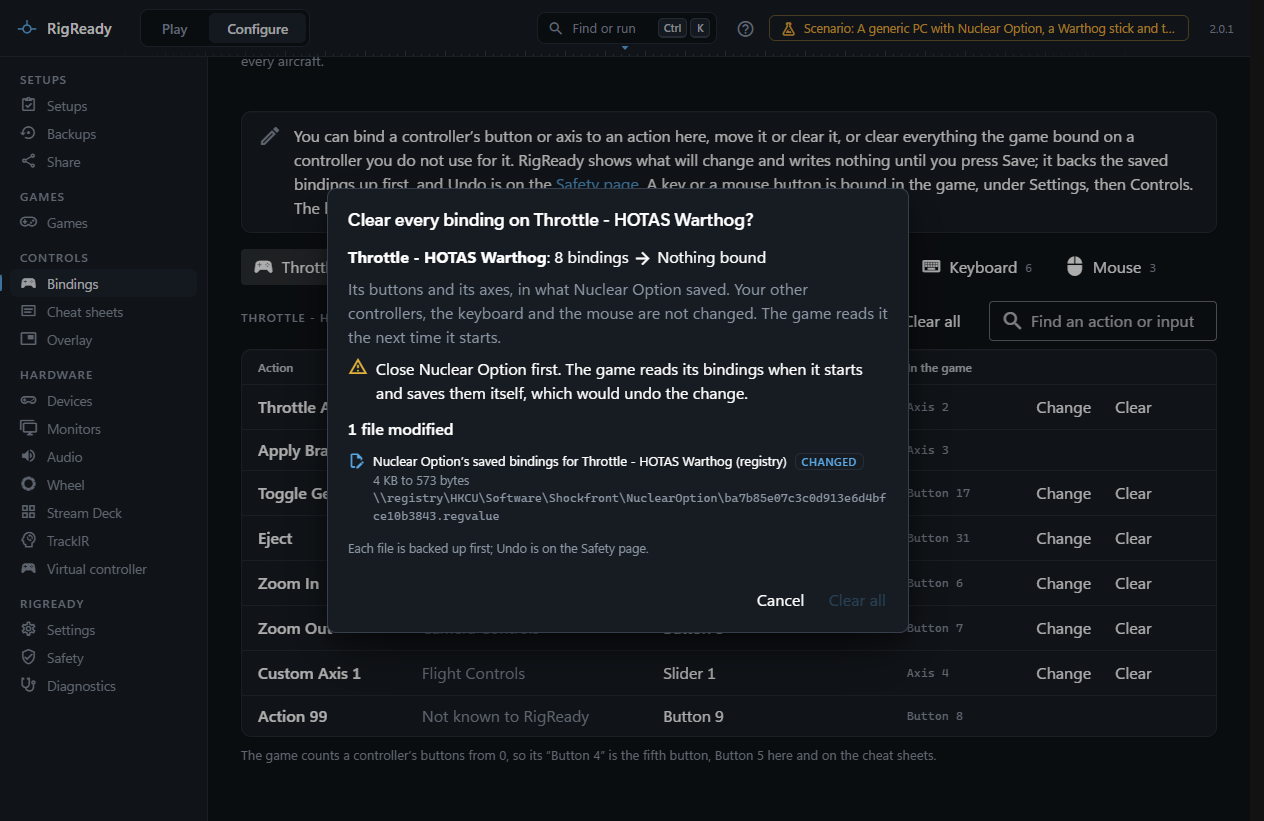 RigReady
Play
Configure
Find or run
Ctrl
K
Scenario: A generic PC with Nuclear Option, a Warthog stick and t...
2.0.1
SETUPS
Setups
Backups
Share
GAMES
Games
CONTROLS
Bindings
Cheat sheets
Overlay
HARDWARE
Devices
Monitors
Audio
Wheel
Stream Deck
TrackIR
Virtual controller
RIGREADY
Settings
Safety
Diagnostics
every aircraft.
You can bind a controller's button or axis to an action here, move it or clear it, or clear everything the game bound on a
controller you do not use for it. RigReady shows what will change and writes nothing until you press Save; it backs the saved
bindings up first, and Undo is on the Safety page. A key or a mouse button is bound in the game, under Settings, then Controls.
The
Keyboard 6
Mouse 3
THROTTLE - H
Clear all
Find an action or input
Action
In the game
Throttle
Axis 2
Change
Clear
Apply
Axis 3
Toggle
Button 17
Change
Clear
Eject
Button 31
Change
Clear
Zoom In
Button 6
Change
Clear
Zoom Out
Button 7
Change
Clear
Custom Axis 1
Flight Controls
Slider 1
Axis 4
Change
Clear
Action 99
Not known to RigReady
Button 9
Button 8
The game counts a controller's buttons from 0, so its "Button 4" is the fifth button, Button 5 here and on the cheat sheets.
Clear every binding on Throttle - HOTAS Warthog?
Throttle - HOTAS Warthog: 8 bindings → Nothing bound
Its buttons and its axes, in what Nuclear Option saved. Your other
controllers, the keyboard and the mouse are not changed. The game reads it
the next time it starts.
Close Nuclear Option first. The game reads its bindings when it starts
and saves them itself, which would undo the change.
1 file modified
Nuclear Option's saved bindings for Throttle - HOTAS Warthog (registry) CHANGED
4 KB to 573 bytes
\\registry\HKCU\Software\Shockfront\NuclearOption\ba7b85e07c3c0d913e6d4bf
ce10b3843.regvalue
Each file is backed up first; Undo is on the Safety page.
Cancel
Clear all